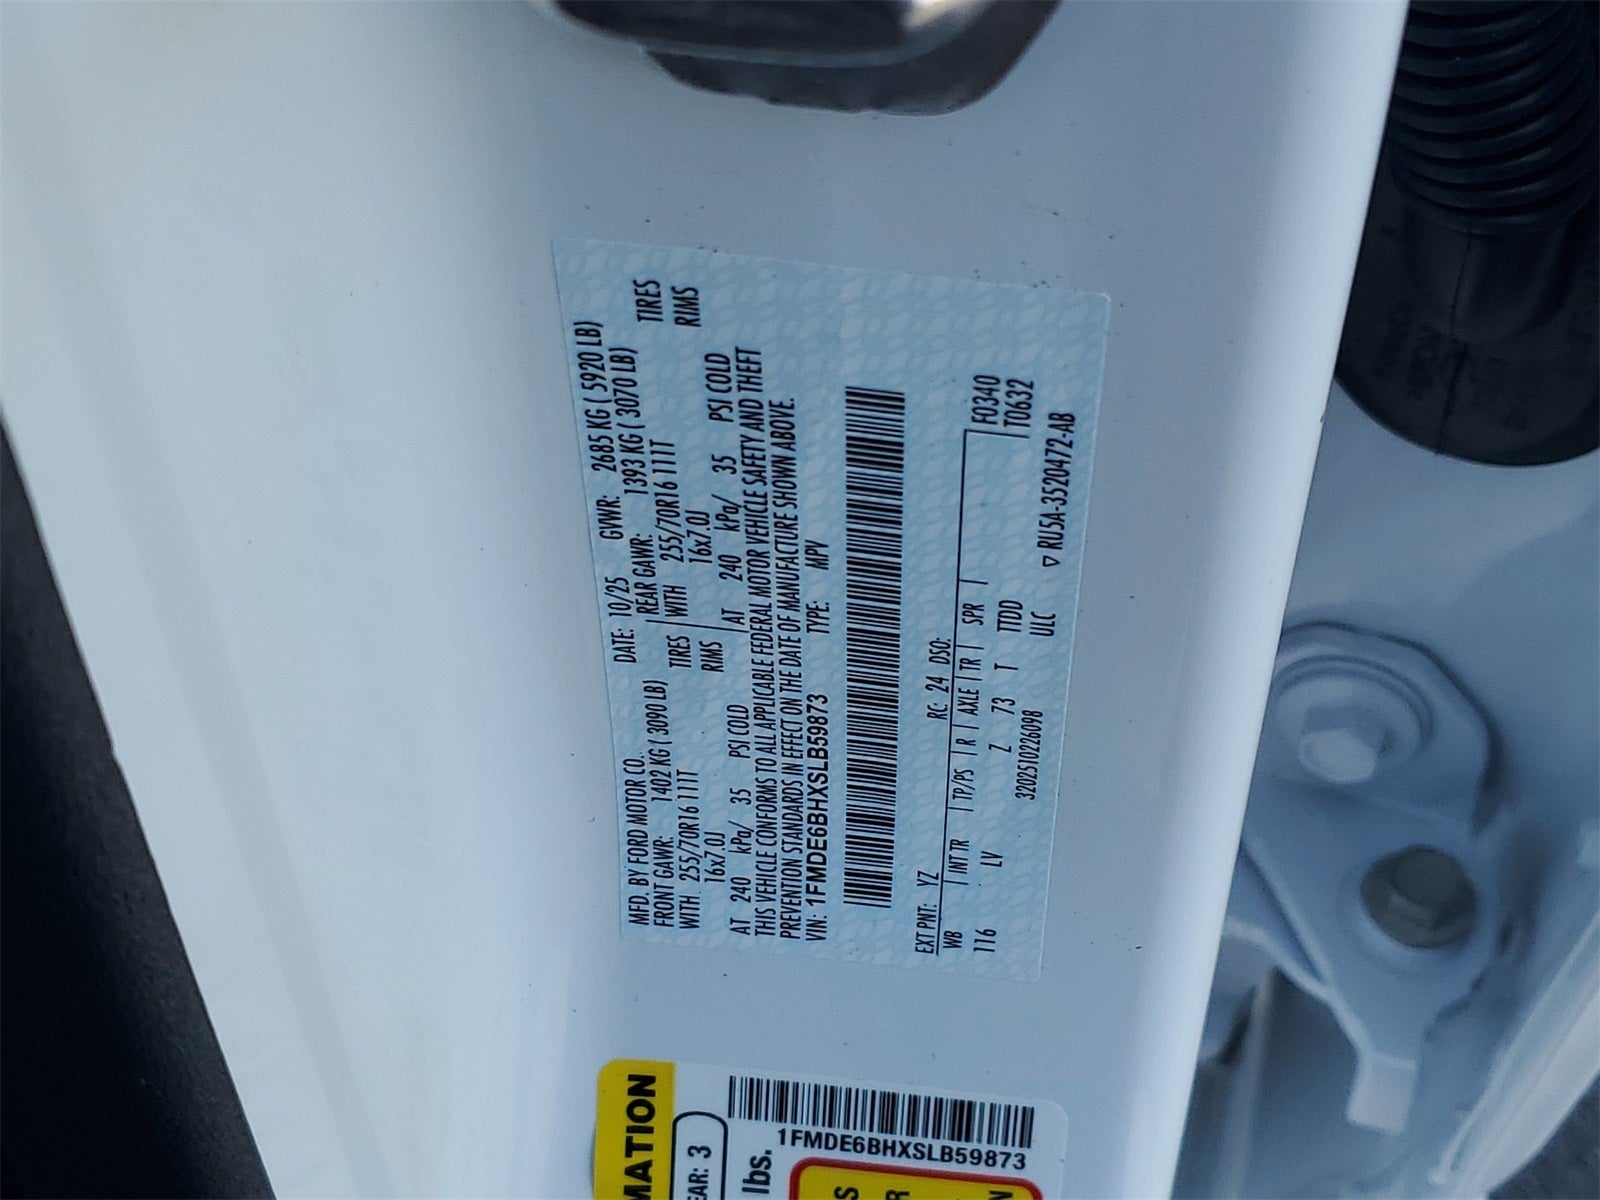 MFD. BY FORD MOTOR CO. DATE: 10/25 GVWR: 2685 KG ( 5920 LB)
FRONT GAWR: 1402 KG ( 3090 LB) REAR GAWR: 1393 KG ( 3070 LB)
WITH 255/70R16 111T TIRES WITH 255/70R16 111T TIRES
16x7.0J RIMS 16x7.0J RIMS
AT 240 kPa/ 35 PSI COLD AT 240 kPa/ 35 PSI COLD
THIS VEHICLE CONFORMS TO ALL APPLICABLE FEDERAL MOTOR VEHICLE SAFETY AND THEFT
PREVENTION STANDARDS IN EFFECT ON THE DATE OF MANUFACTURE SHOWN ABOVE.
VIN: 1FMDE6BHXSLB59873 TYPE: MPV
EXT PNT: YZ RC: 24 DSO:
WB INT TR TP/PS R AXLE TR SPR F0340
116 LV Z 73 T TTDD T0632
3202510226098 ULC
▽ RU5A-3520472-AB
MATION
EAR: 3
lbs.
1FMDE6BHXSLB59873
S
R
N